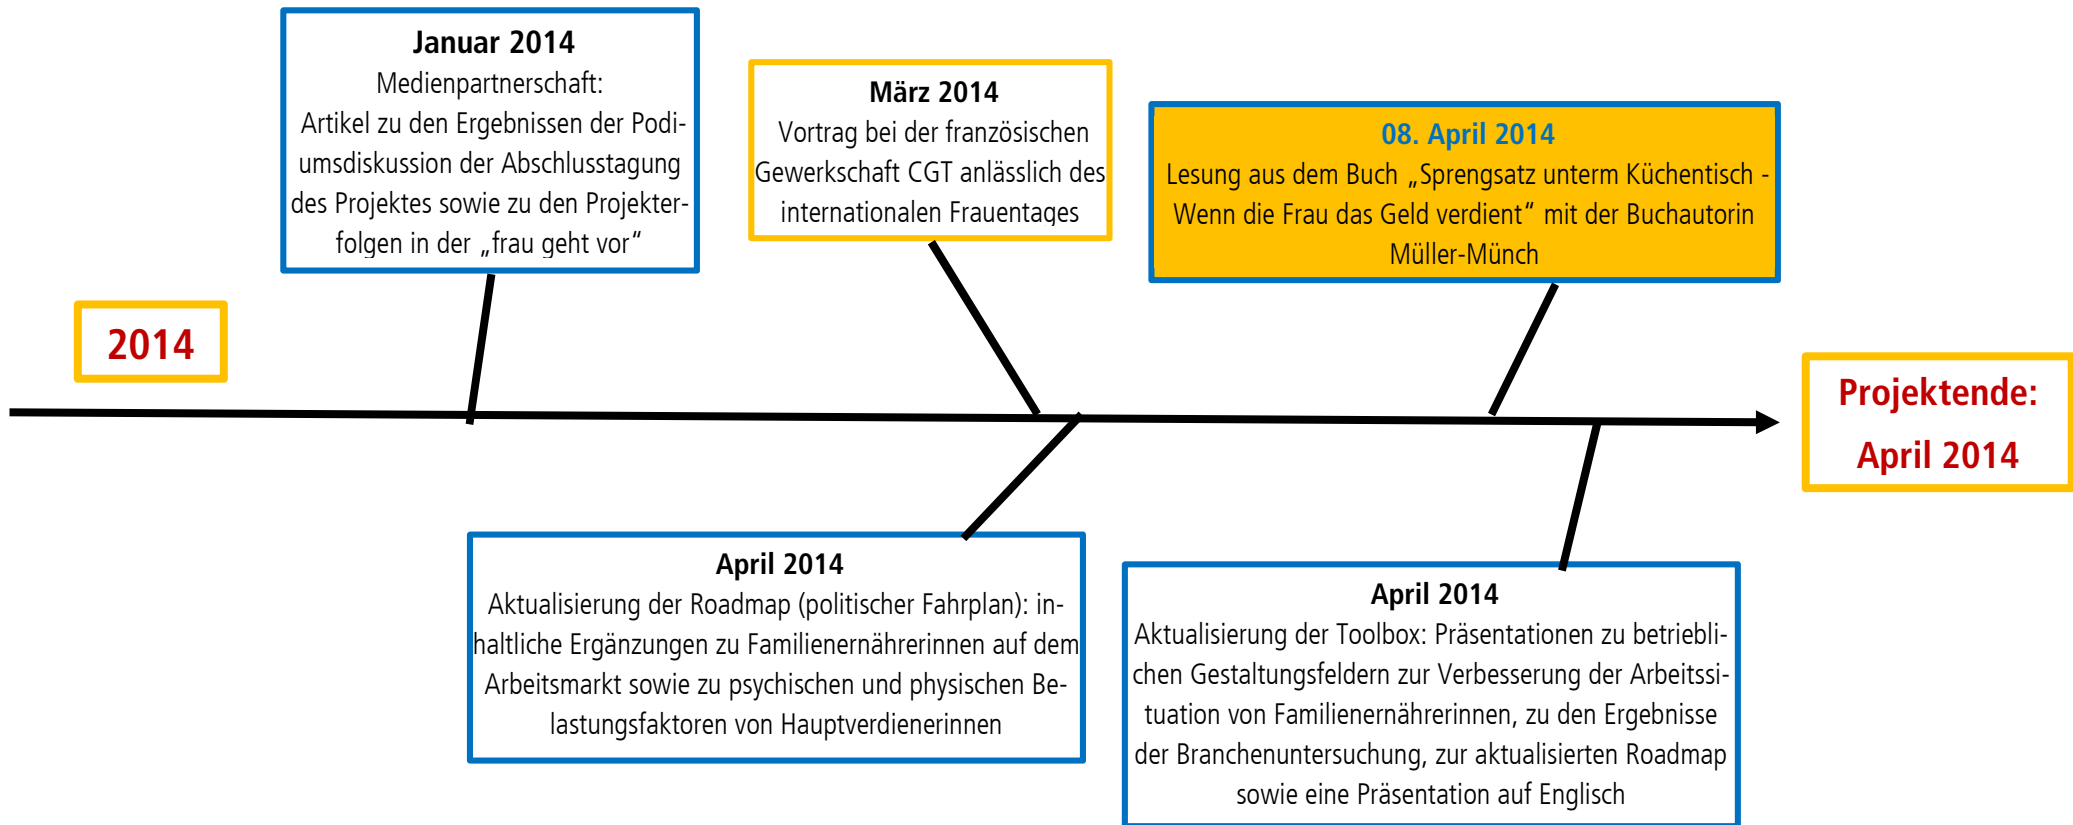 Januar 2014
Medienpartnerschaft:
Artikel zu den Ergebnissen der Podi-
umsdiskussion der Abschlusstagung
des Projektes sowie zu den Projekter-
folgen in der „frau geht vor“
März 2014
Vortrag bei der französischen
Gewerkschaft CGT anlässlich des
internationalen Frauentages
08. April 2014
Lesung aus dem Buch „Sprengsatz unterm Küchentisch -
Wenn die Frau das Geld verdient“ mit der Buchautorin
Müller-Münch
2014
Projektende:
April 2014
April 2014
Aktualisierung der Roadmap (politischer Fahrplan): in-
haltliche Ergänzungen zu Familienernährerinnen auf dem
Arbeitsmarkt sowie zu psychischen und physischen Be-
lastungsfaktoren von Hauptverdienerinnen
April 2014
Aktualisierung der Toolbox: Präsentationen zu betriebli-
chen Gestaltungsfeldern zur Verbesserung der Arbeitssi-
tuation von Familienernährerinnen, zu den Ergebnisse
der Branchenuntersuchung, zur aktualisierten Roadmap
sowie eine Präsentation auf Englisch